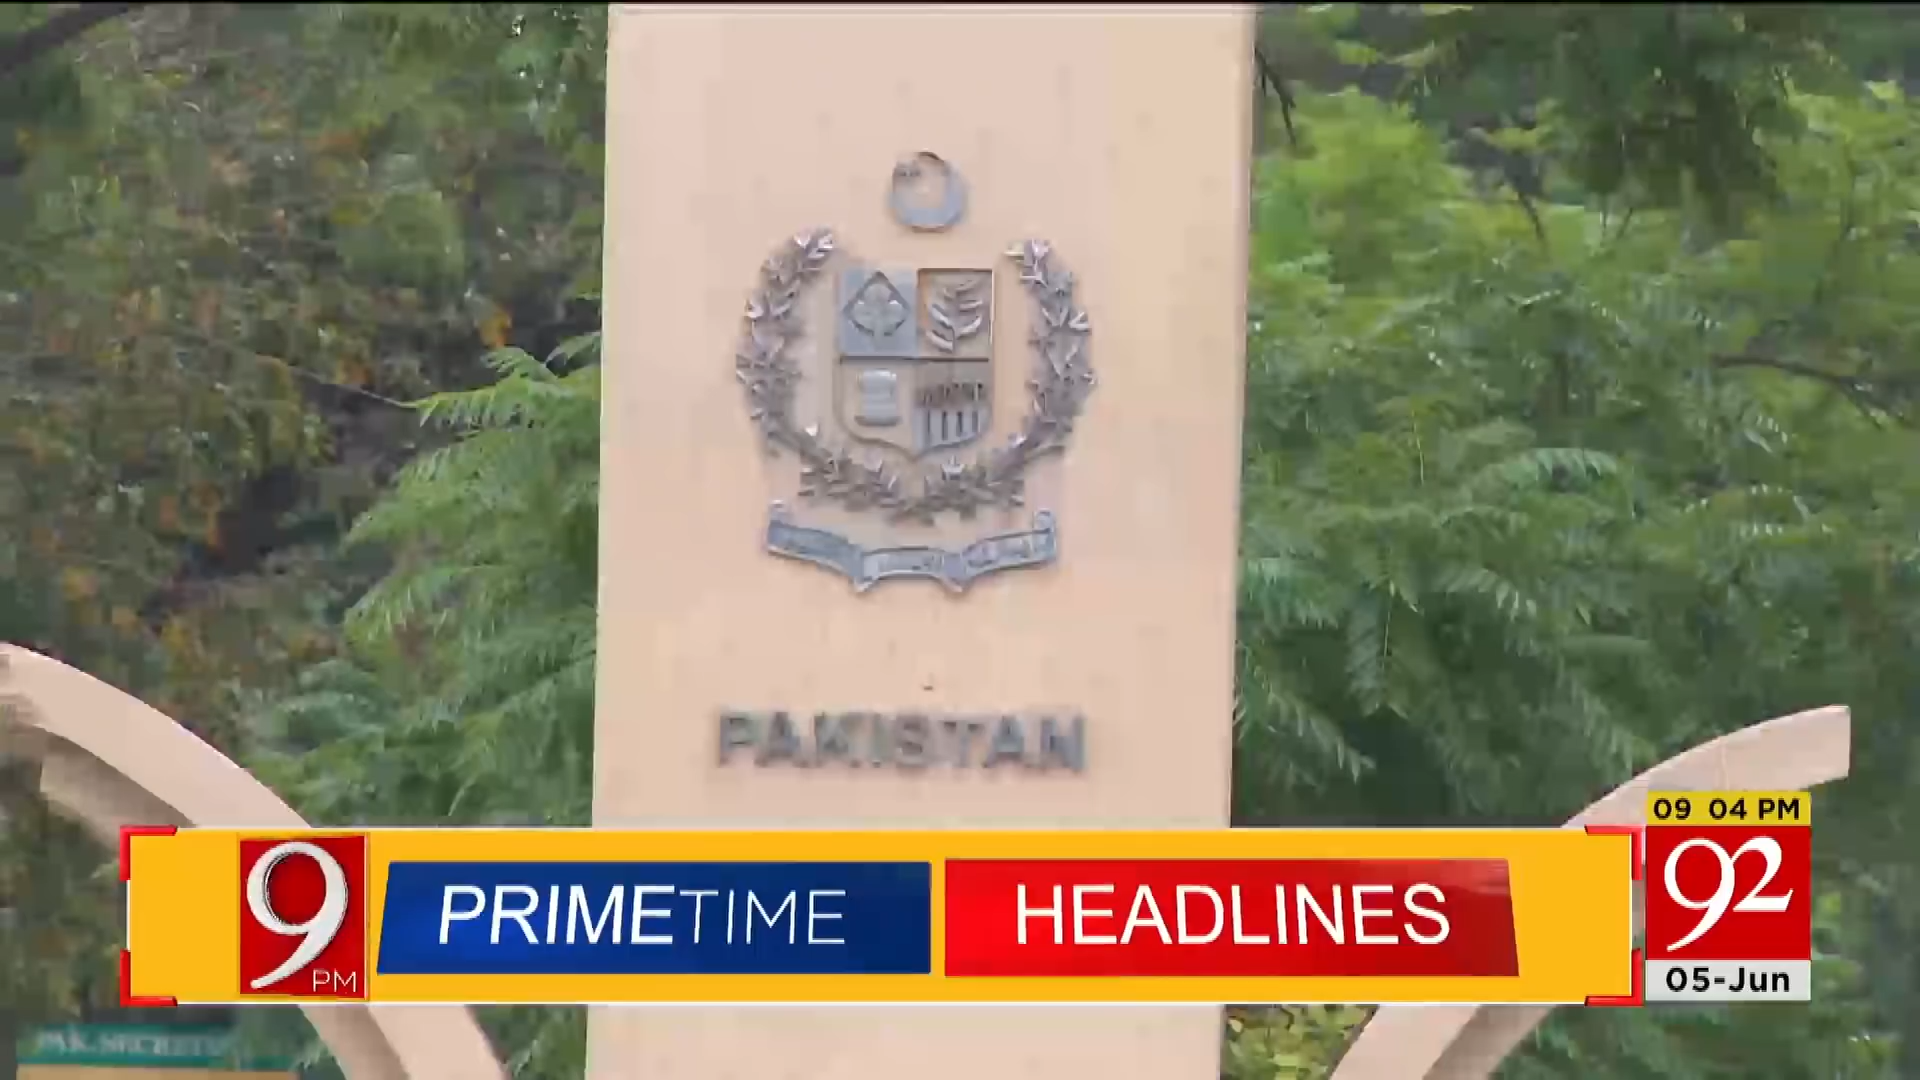 PAKISTAN
09 04 PM
9 PM PRIMETIME HEADLINES
92
05-Jun